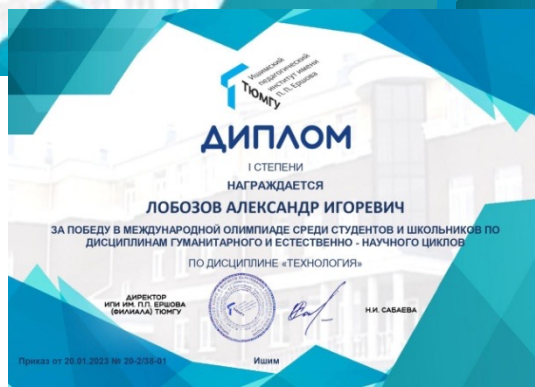 Ишимский
педагогический
институт имени
П.П. Ершова
ТЮМГУ
ДИПЛОМ
I СТЕПЕНИ
НАГРАЖДАЕТСЯ
ЛОБОЗОВ АЛЕКСАНДР ИГОРЕВИЧ
ЗА ПОБЕДУ В МЕЖДУНАРОДНОЙ ОЛИМПИАДЕ СРЕДИ СТУДЕНТОВ И ШКОЛЬНИКОВ ПО
ДИСЦИПЛИНАМ ГУМАНИТАРНОГО И ЕСТЕСТВЕННО - НАУЧНОГО ЦИКЛОВ
ПО ДИСЦИПЛИНЕ «ТЕХНОЛОГИЯ»
ДИРЕКТОР
ИПИ ИМ. П.П. ЕРШОВА
(ФИЛИАЛА) ТЮМГУ
Н.И. САБАЕВА
Приказ от 20.01.2023 № 20-2/38-01
Ишим